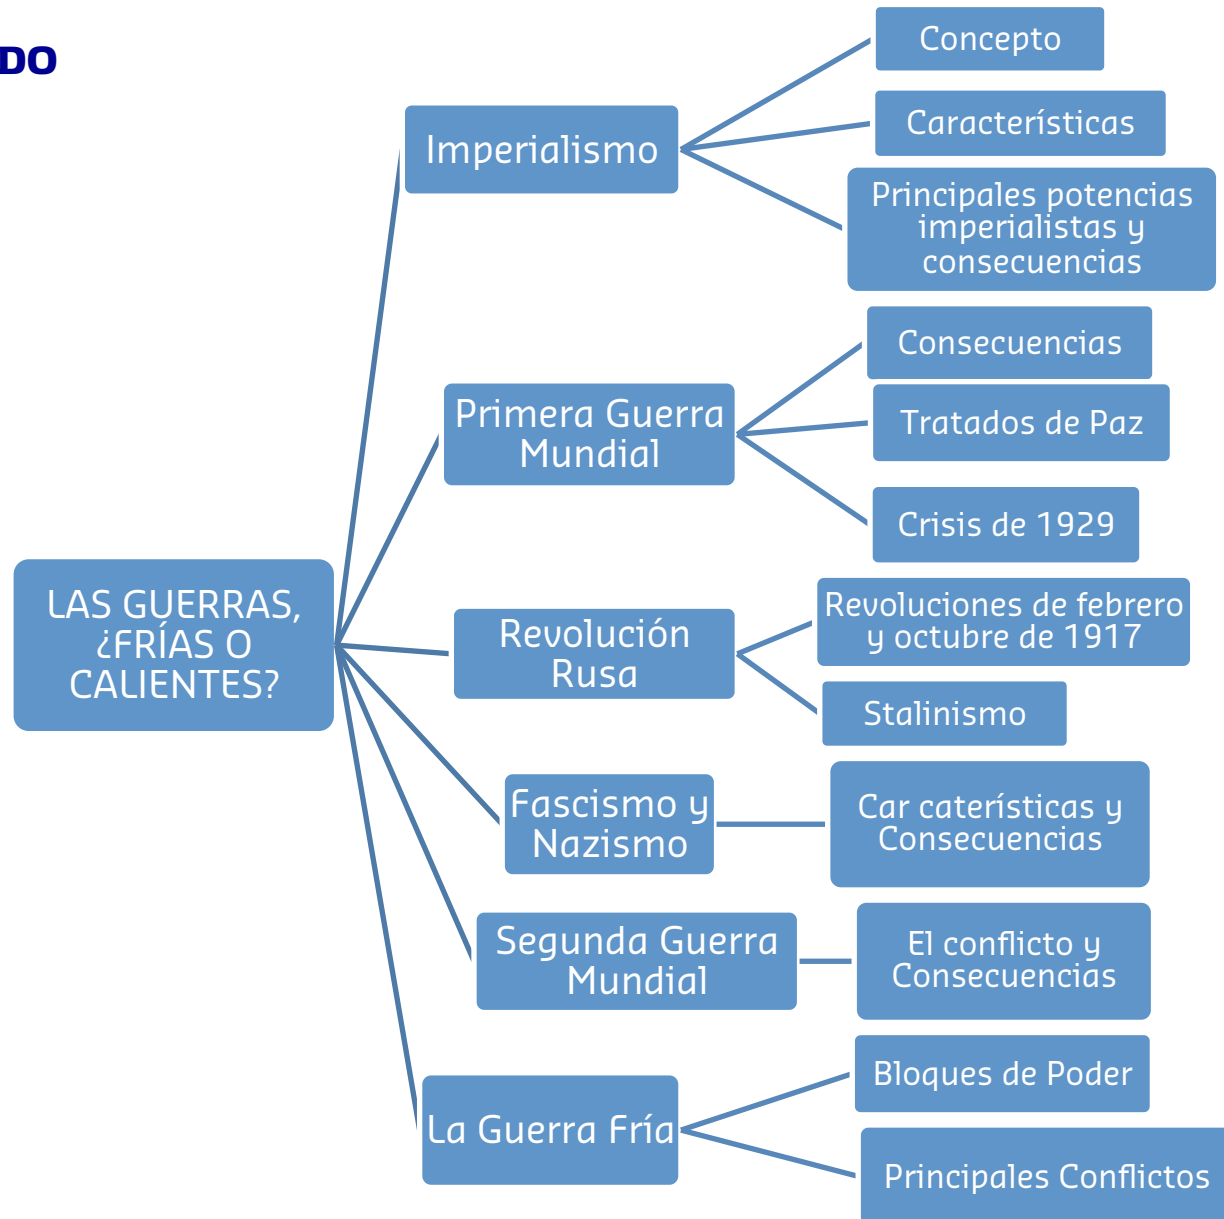 DO
Concepto
Imperialismo
Características
Principales potencias
imperialistas y
consecuencias
Consecuencias
Primera Guerra
Mundial
Tratados de Paz
Crisis de 1929
LAS GUERRAS,
¿FRÍAS O
CALIENTES?
Revolución
Rusa
Revoluciones de febrero
y octubre de 1917
Stalinismo
Fascismo y
Nazismo
Car caterísticas y
Consecuencias
Segunda Guerra
Mundial
El conflicto y
Consecuencias
La Guerra Fría
Bloques de Poder
Principales Conflictos